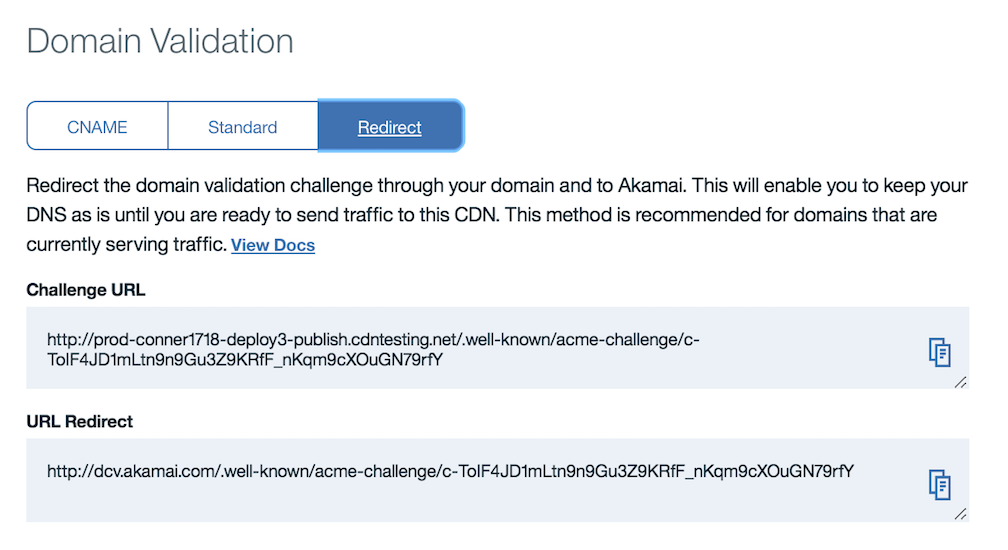 Domain Validation
CNAME
Standard
Redirect
Redirect the domain validation challenge through your domain and to Akamai. This will enable you to keep your
DNS as is until you are ready to send traffic to this CDN. This method is recommended for domains that are
currently serving traffic. View Docs
Challenge URL
http://prod-conner1718-deploy3-publish.cdntesting.net/.well-known/acme-challenge/c-
ToIF4JD1mLtn9n9Gu3Z9KRfF_nKqm9cXOuGN79rfY
URL Redirect
http://dcv.akamai.com/.well-known/acme-challenge/c-ToIF4JD1mLtn9n9Gu3Z9KRfF_nKqm9cXOuGN79rfY